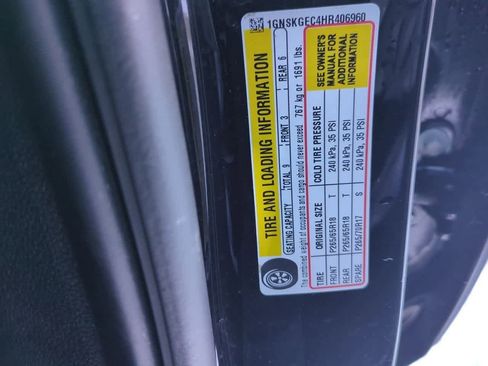 1GNSKGEC4HR406960
TIRE AND LOADING INFORMATION
SEATING CAPACITY TOTAL 9 FRONT 3 REAR 6
The combined weight of occupants and cargo should never exceed 767 kg or 1691 lbs.
TIRE ORIGINAL SIZE COLD TIRE PRESSURE
FRONT P265/65R18 T 240 kPa, 35 PSI
REAR P265/65R18 T 240 kPa, 35 PSI
SPARE P265/70R17 S 240 kPa, 35 PSI
SEE OWNER'S
MANUAL FOR
ADDITIONAL
INFORMATION